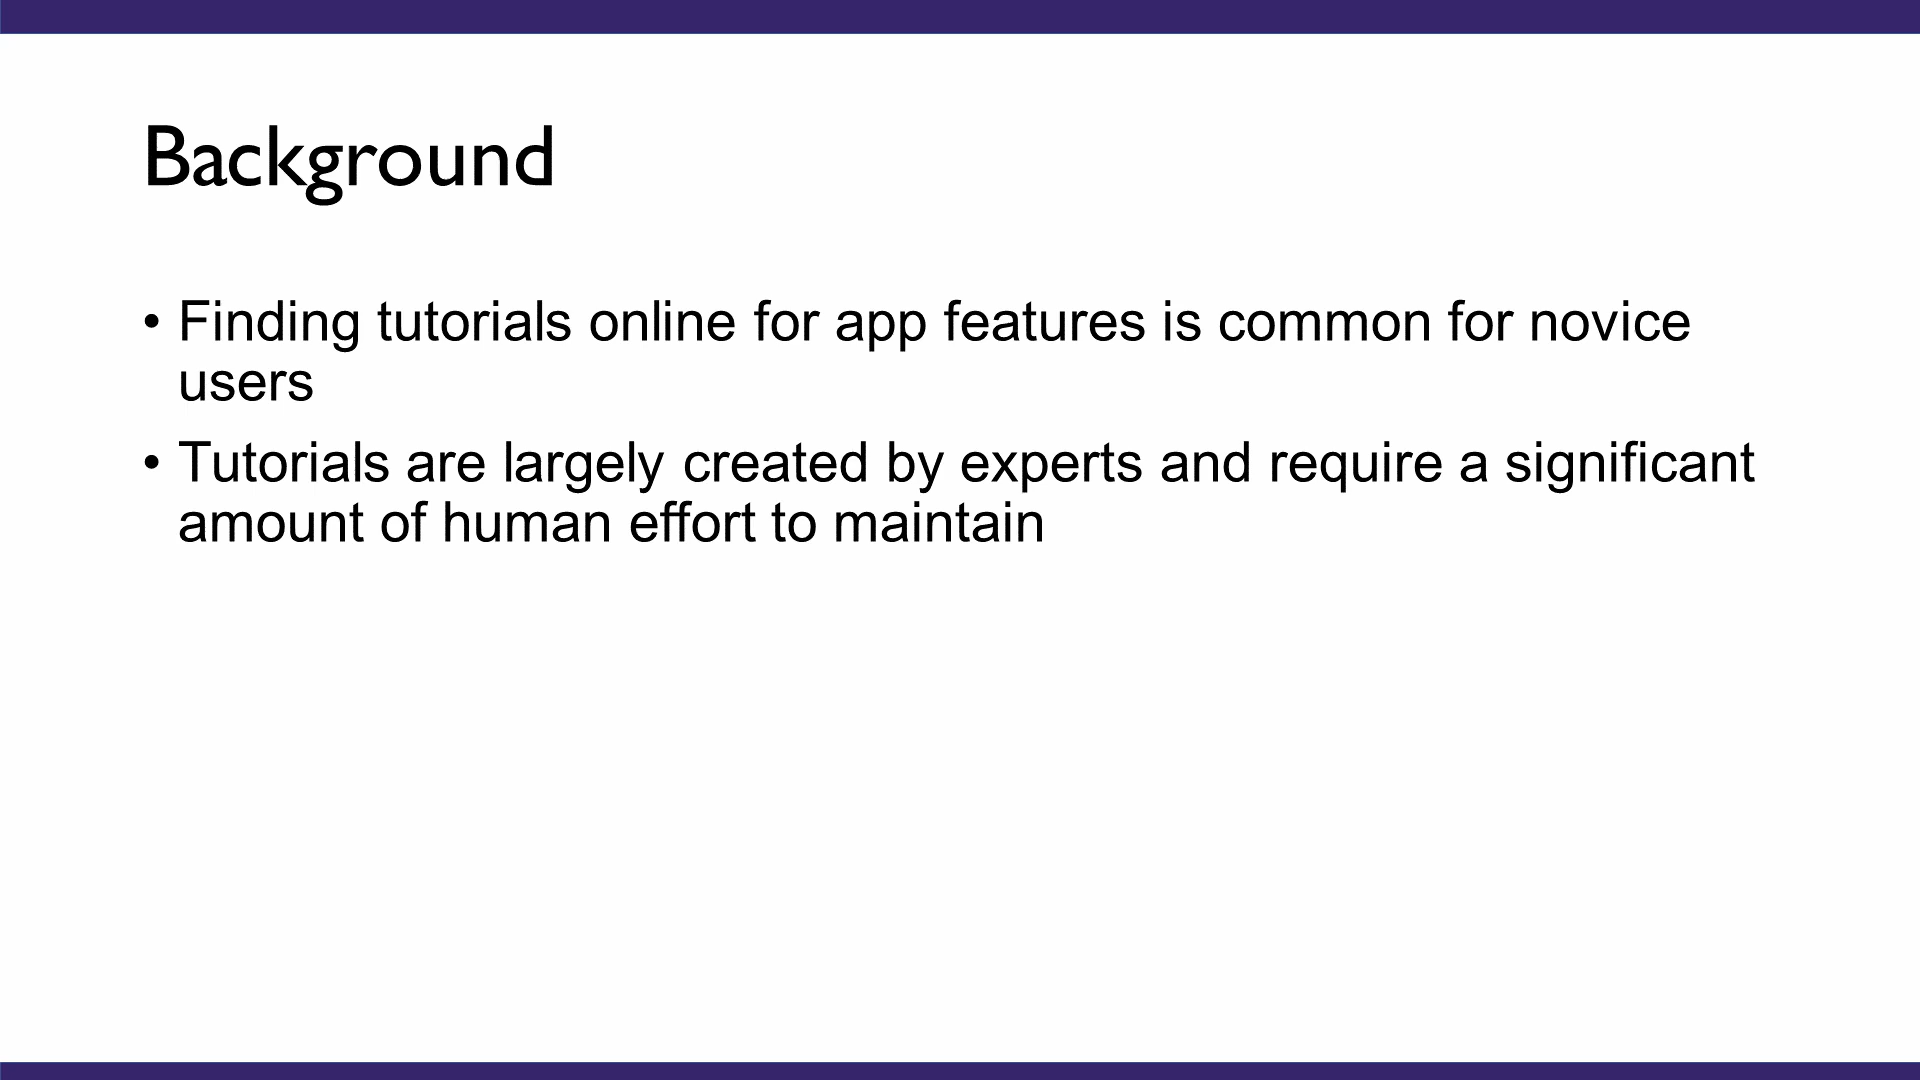 Background
• Finding tutorials online for app features is common for novice
users
• Tutorials are largely created by experts and require a significant
amount of human effort to maintain